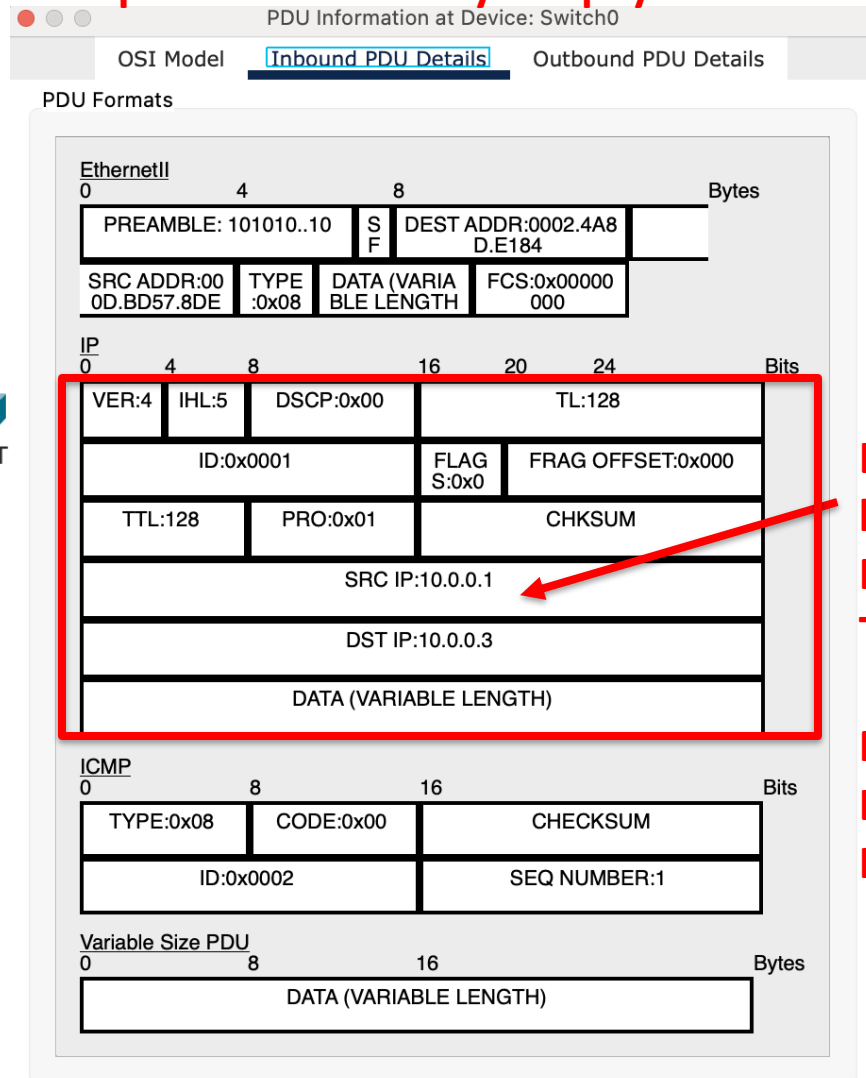 PDU Information at Device: Switch0
OSI Model Inbound PDU Details Outbound PDU Details
PDU Formats
EthernetII
0 4 8 Bytes
PREAMBLE: 101010..10
S
F
DEST ADDR:0002.4A8
D.E184
SRC ADDR:00
0D.BD57.8DE
TYPE
:0x08
DATA (VARIA
BLE LENGTH
FCS:0x00000
000
IP
0 4 8 16 20 24 Bits
VER:4 IHL:5 DSCP:0x00 TL:128
ID:0x0001
FLAG
S:0x0
FRAG OFFSET:0x000
TTL:128 PRO:0x01 CHKSUM
SRC IP:10.0.0.1
DST IP:10.0.0.3
DATA (VARIABLE LENGTH)
ICMP
0 8 16 Bits
TYPE:0x08 CODE:0x00 CHECKSUM
ID:0x0002 SEQ NUMBER:1
Variable Size PDU
0 8 16 Bytes
DATA (VARIABLE LENGTH)